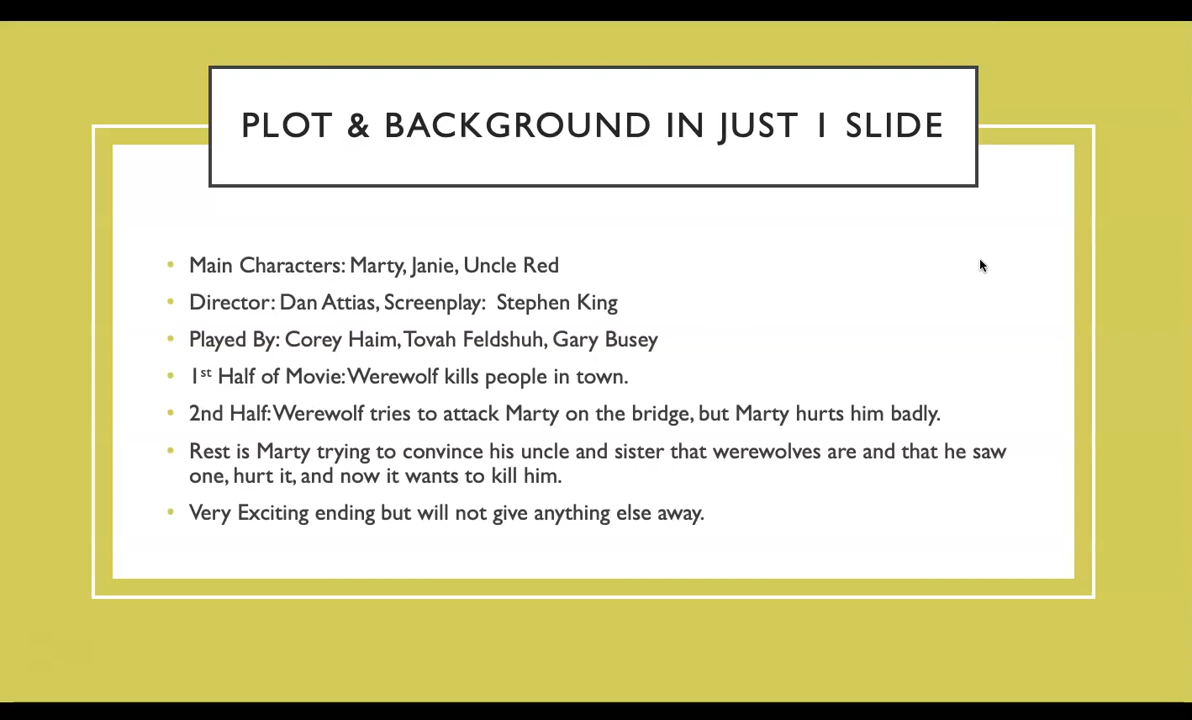 PLOT & BACKGROUND IN JUST 1 SLIDE
• Main Characters: Marty, Janie, Uncle Red
• Director: Dan Attias, Screenplay:  Stephen King
• Played By: Corey Haim, Tovah Feldshuh, Gary Busey
• 1st Half of Movie: Werewolf kills people in town.
• 2nd Half: Werewolf tries to attack Marty on the bridge, but Marty hurts him badly.
• Rest is Marty trying to convince his uncle and sister that werewolves are and that he saw
one, hurt it, and now it wants to kill him.
• Very Exciting ending but will not give anything else away.